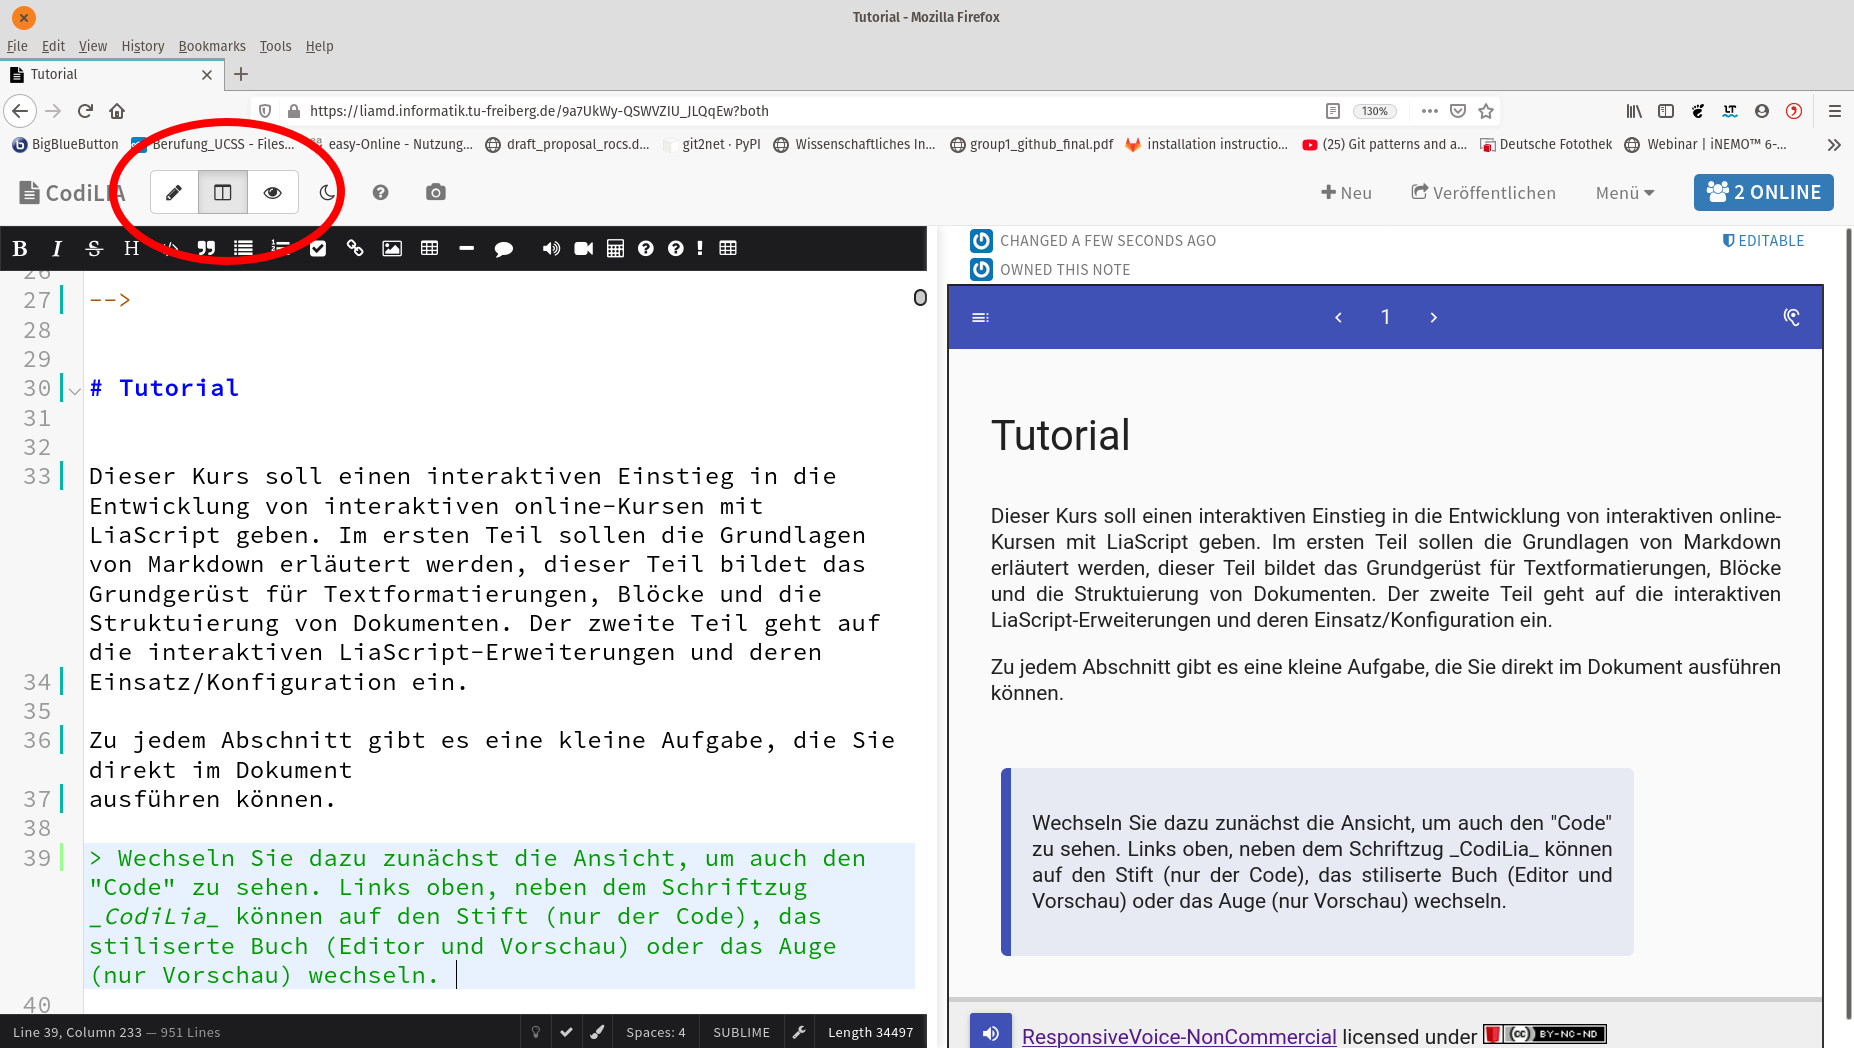 Tutorial - Mozilla Firefox
File Edit View History Bookmarks Tools Help
Tutorial
https://liamd.informatik.tu-freiberg.de/9a7UkWy-QSWVZIU_JLQqEw?both
130%
BigBlueButton Berufung_UCSS - Files... easy-Online - Nutzung... draft_proposal_rocs.d... git2net · PyPI Wissenschaftliches In... group1_github_final.pdf installation instructio... (25) Git patterns and a... Deutsche Fotothek Webinar | iNEMO™ 6-...
CodiLIA
+ Neu Veröffentlichen Menü 2 ONLINE
B I S H
CHANGED A FEW SECONDS AGO
EDITABLE
OWNED THIS NOTE
26
27 -->
28
29
30 # Tutorial
31
32
33 Dieser Kurs soll einen interaktiven Einstieg in die
Entwicklung von interaktiven online-Kursen mit
LiaScript geben. Im ersten Teil sollen die Grundlagen
von Markdown erläutert werden, dieser Teil bildet das
Grundgerüst für Textformatierungen, Blöcke und die
Struktuierung von Dokumenten. Der zweite Teil geht auf
die interaktiven LiaScript-Erweiterungen und deren
34 Einsatz/Konfiguration ein.
35
36 Zu jedem Abschnitt gibt es eine kleine Aufgabe, die Sie
direkt im Dokument
37 ausführen können.
38
39 > Wechseln Sie dazu zunächst die Ansicht, um auch den
"Code" zu sehen. Links oben, neben dem Schriftzug
_CodiLia_ können auf den Stift (nur der Code), das
stiliserte Buch (Editor und Vorschau) oder das Auge
(nur Vorschau) wechseln.
40
Line 39, Column 233 — 951 Lines
Spaces: 4
SUBLIME
Length 34497
1
Tutorial
Dieser Kurs soll einen interaktiven Einstieg in die Entwicklung von interaktiven online-
Kursen mit LiaScript geben. Im ersten Teil sollen die Grundlagen von Markdown
erläutert werden, dieser Teil bildet das Grundgerüst für Textformatierungen, Blöcke
und die Struktuierung von Dokumenten. Der zweite Teil geht auf die interaktiven
LiaScript-Erweiterungen und deren Einsatz/Konfiguration ein.
Zu jedem Abschnitt gibt es eine kleine Aufgabe, die Sie direkt im Dokument ausführen
können.
Wechseln Sie dazu zunächst die Ansicht, um auch den "Code"
zu sehen. Links oben, neben dem Schriftzug _CodiLia_ können
auf den Stift (nur der Code), das stiliserte Buch (Editor und
Vorschau) oder das Auge (nur Vorschau) wechseln.
ResponsiveVoice-NonCommercial licensed under
cc BY-NC-ND